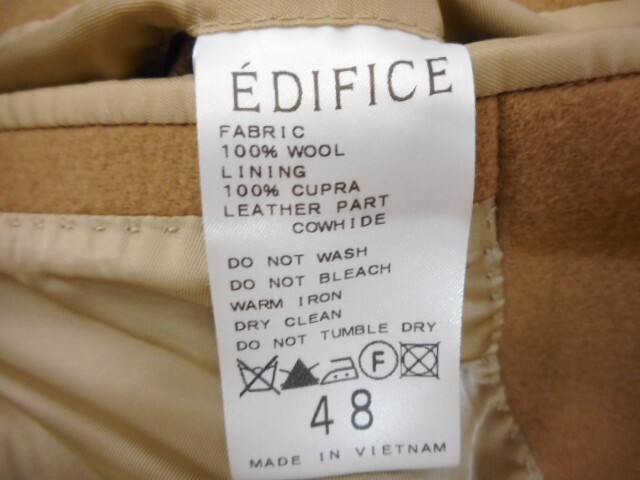 ÉDIFICE
FABRIC
100% WOOL
LINING
100% CUPRA
LEATHER PART
COWHIDE
DO NOT WASH
DO NOT BLEACH
WARM IRON
DRY CLEAN
DO NOT TUMBLE DRY
F
48
MADE IN VIETNAM